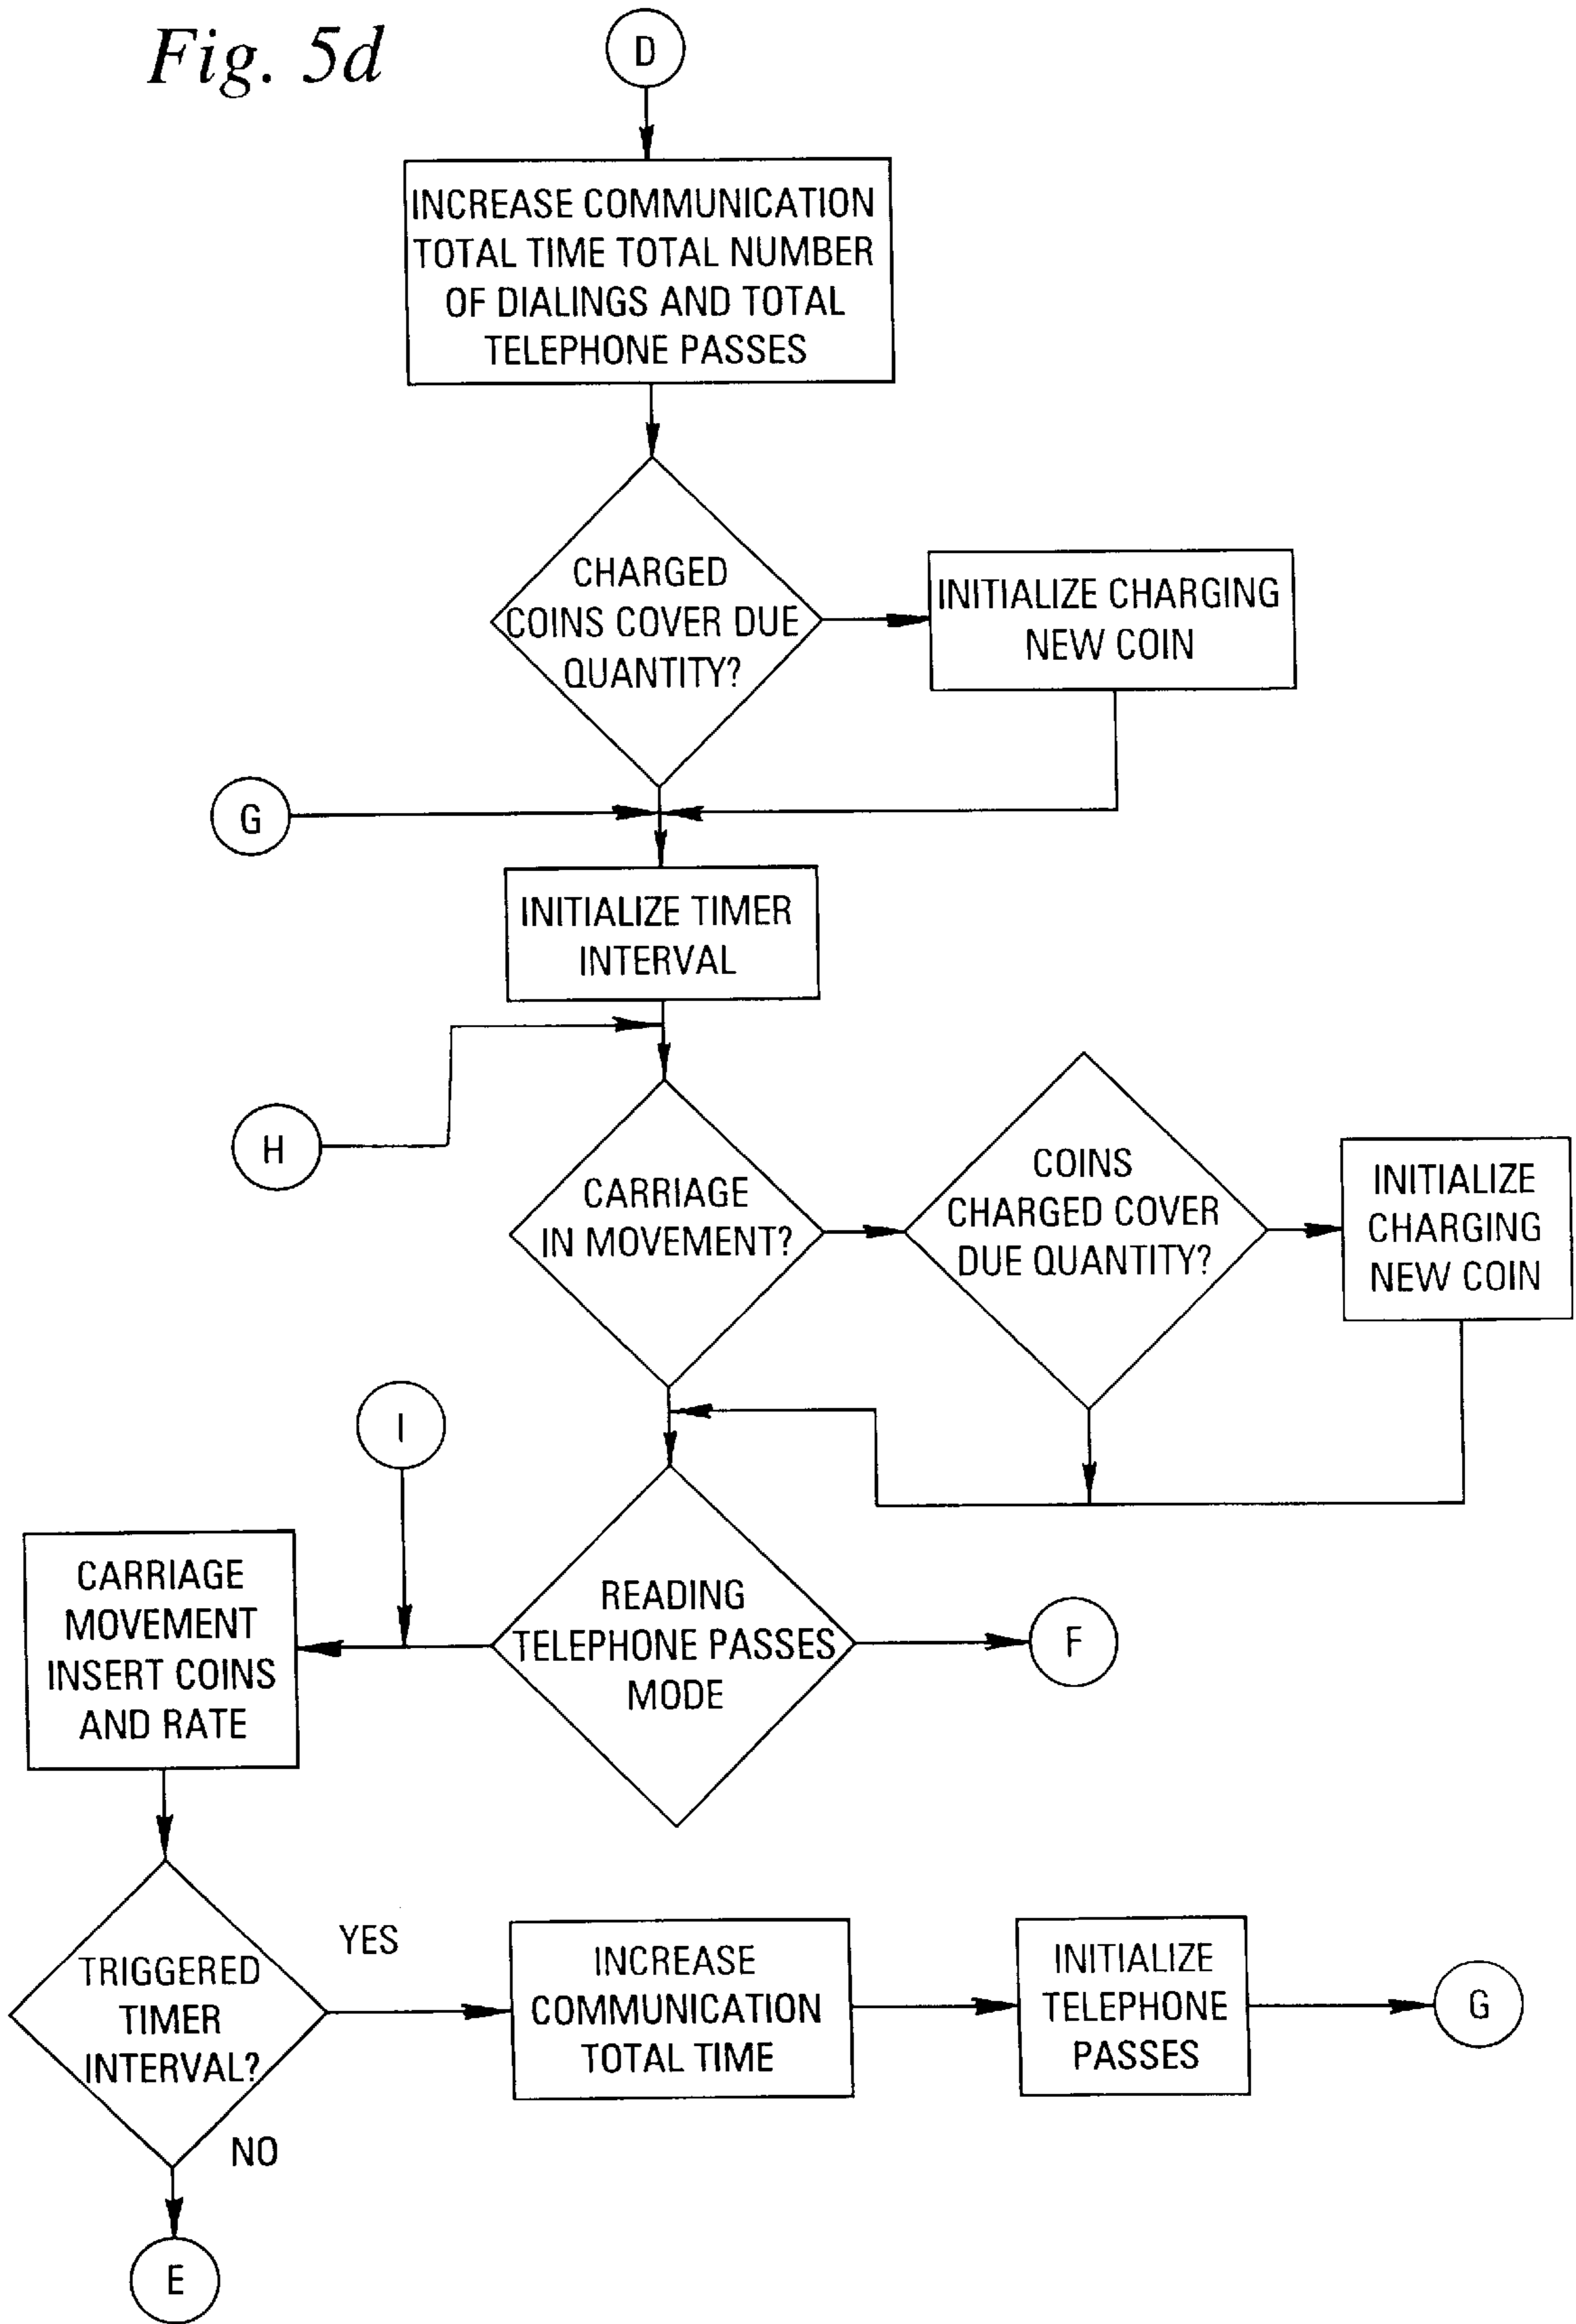 Fig. 5d
D
INCREASE COMMUNICATION
TOTAL TIME TOTAL NUMBER
OF DIALINGS AND TOTAL
TELEPHONE PASSES
CHARGED
COINS COVER DUE
QUANTITY?
INITIALIZE CHARGING
NEW COIN
G
INITIALIZE TIMER
INTERVAL
H
CARRIAGE
IN MOVEMENT?
COINS
CHARGED COVER
DUE QUANTITY?
INITIALIZE
CHARGING
NEW COIN
I
CARRIAGE
MOVEMENT
INSERT COINS
AND RATE
READING
TELEPHONE PASSES
MODE
F
TRIGGERED
TIMER
INTERVAL?
YES
NO
INCREASE
COMMUNICATION
TOTAL TIME
INITIALIZE
TELEPHONE
PASSES
G
E